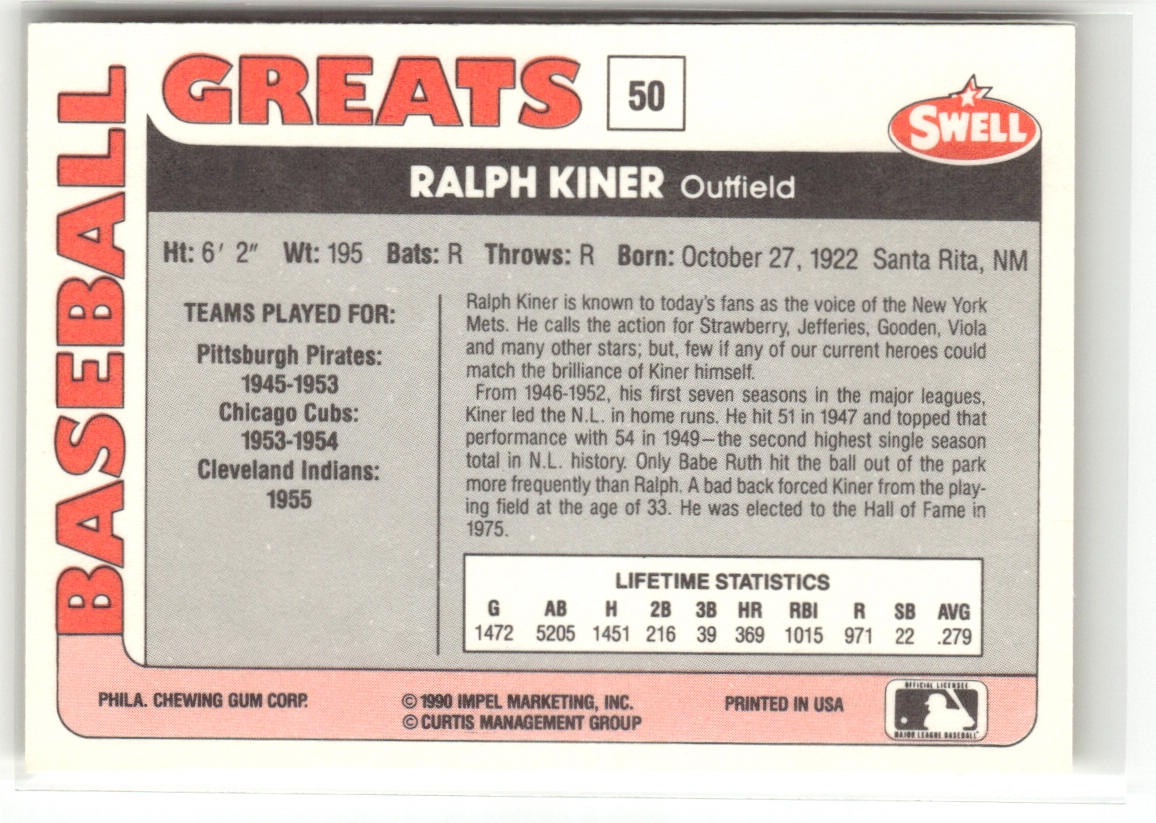 BASEBALL
GREATS
50
SWELL
RALPH KINER Outfield
Ht: 6' 2" Wt: 195 Bats: R Throws: R Born: October 27, 1922 Santa Rita, NM
TEAMS PLAYED FOR:
Pittsburgh Pirates:
1945-1953
Chicago Cubs:
1953-1954
Cleveland Indians:
1955
Ralph Kiner is known to today's fans as the voice of the New York
Mets. He calls the action for Strawberry, Jefferies, Gooden, Viola
and many other stars; but, few if any of our current heroes could
match the brilliance of Kiner himself.
From 1946-1952, his first seven seasons in the major leagues,
Kiner led the N.L. in home runs. He hit 51 in 1947 and topped that
performance with 54 in 1949—the second highest single season
total in N.L. history. Only Babe Ruth hit the ball out of the park
more frequently than Ralph. A bad back forced Kiner from the play-
ing field at the age of 33. He was elected to the Hall of Fame in
1975.
LIFETIME STATISTICS
G AB H 2B 3B HR RBI R SB AVG
1472 5205 1451 216 39 369 1015 971 22 .279
PHILA. CHEWING GUM CORP.
© 1990 IMPEL MARKETING, INC.
© CURTIS MANAGEMENT GROUP
PRINTED IN USA
OFFICIAL LICENSEE
MAJOR LEAGUE BASEBALL